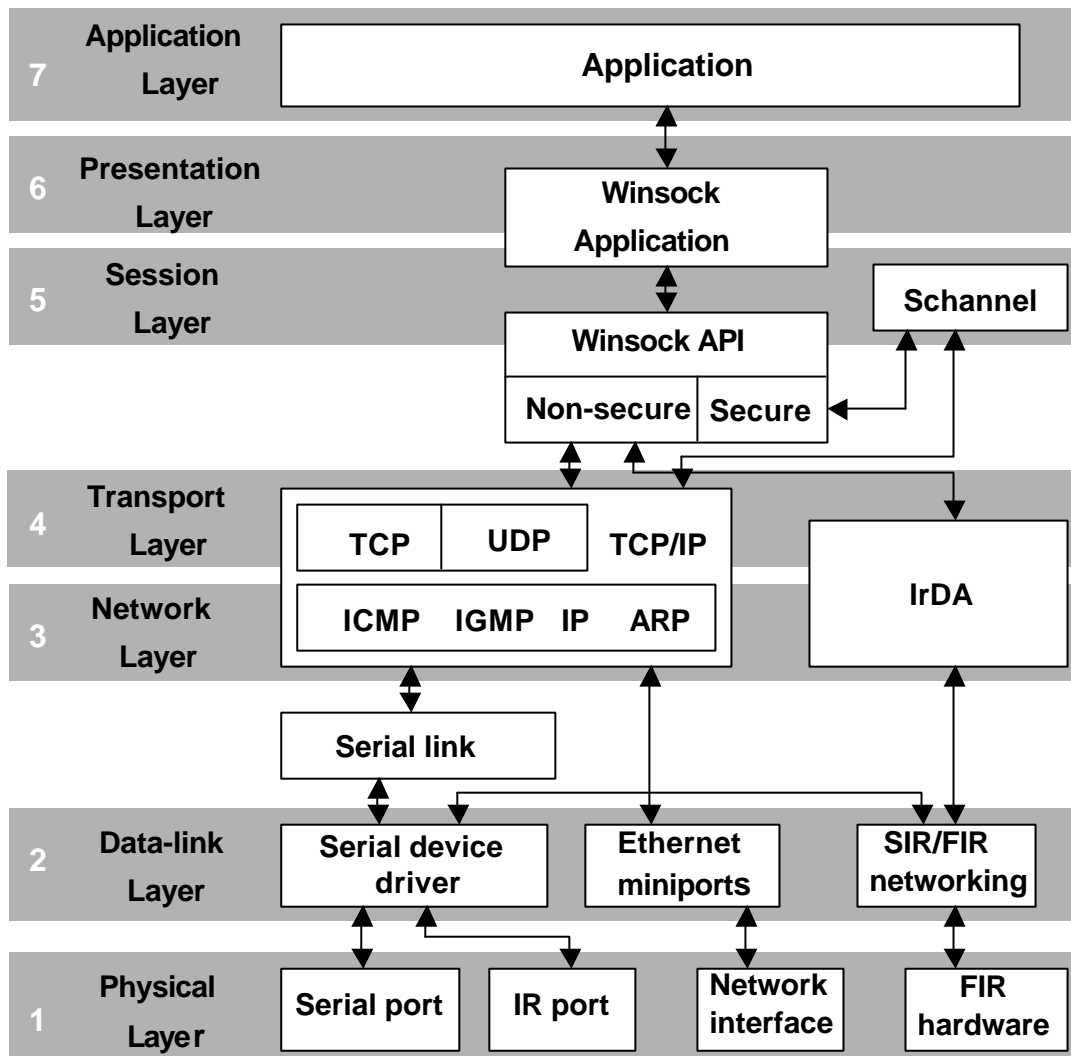 Application
Layer
7
Application
Presentation
Layer
6
Winsock
Application
Session
Layer
5
Schannel
Winsock API
Non-secure
Secure
Transport
Layer
4
TCP
UDP
TCP/IP
IrDA
Network
Layer
3
ICMP IGMP IP ARP
Serial link
Data-link
Layer
2
Serial device
driver
Ethernet
miniports
SIR/FIR
networking
Physical
Layer
1
Serial port
IR port
Network
interface
FIR
hardware